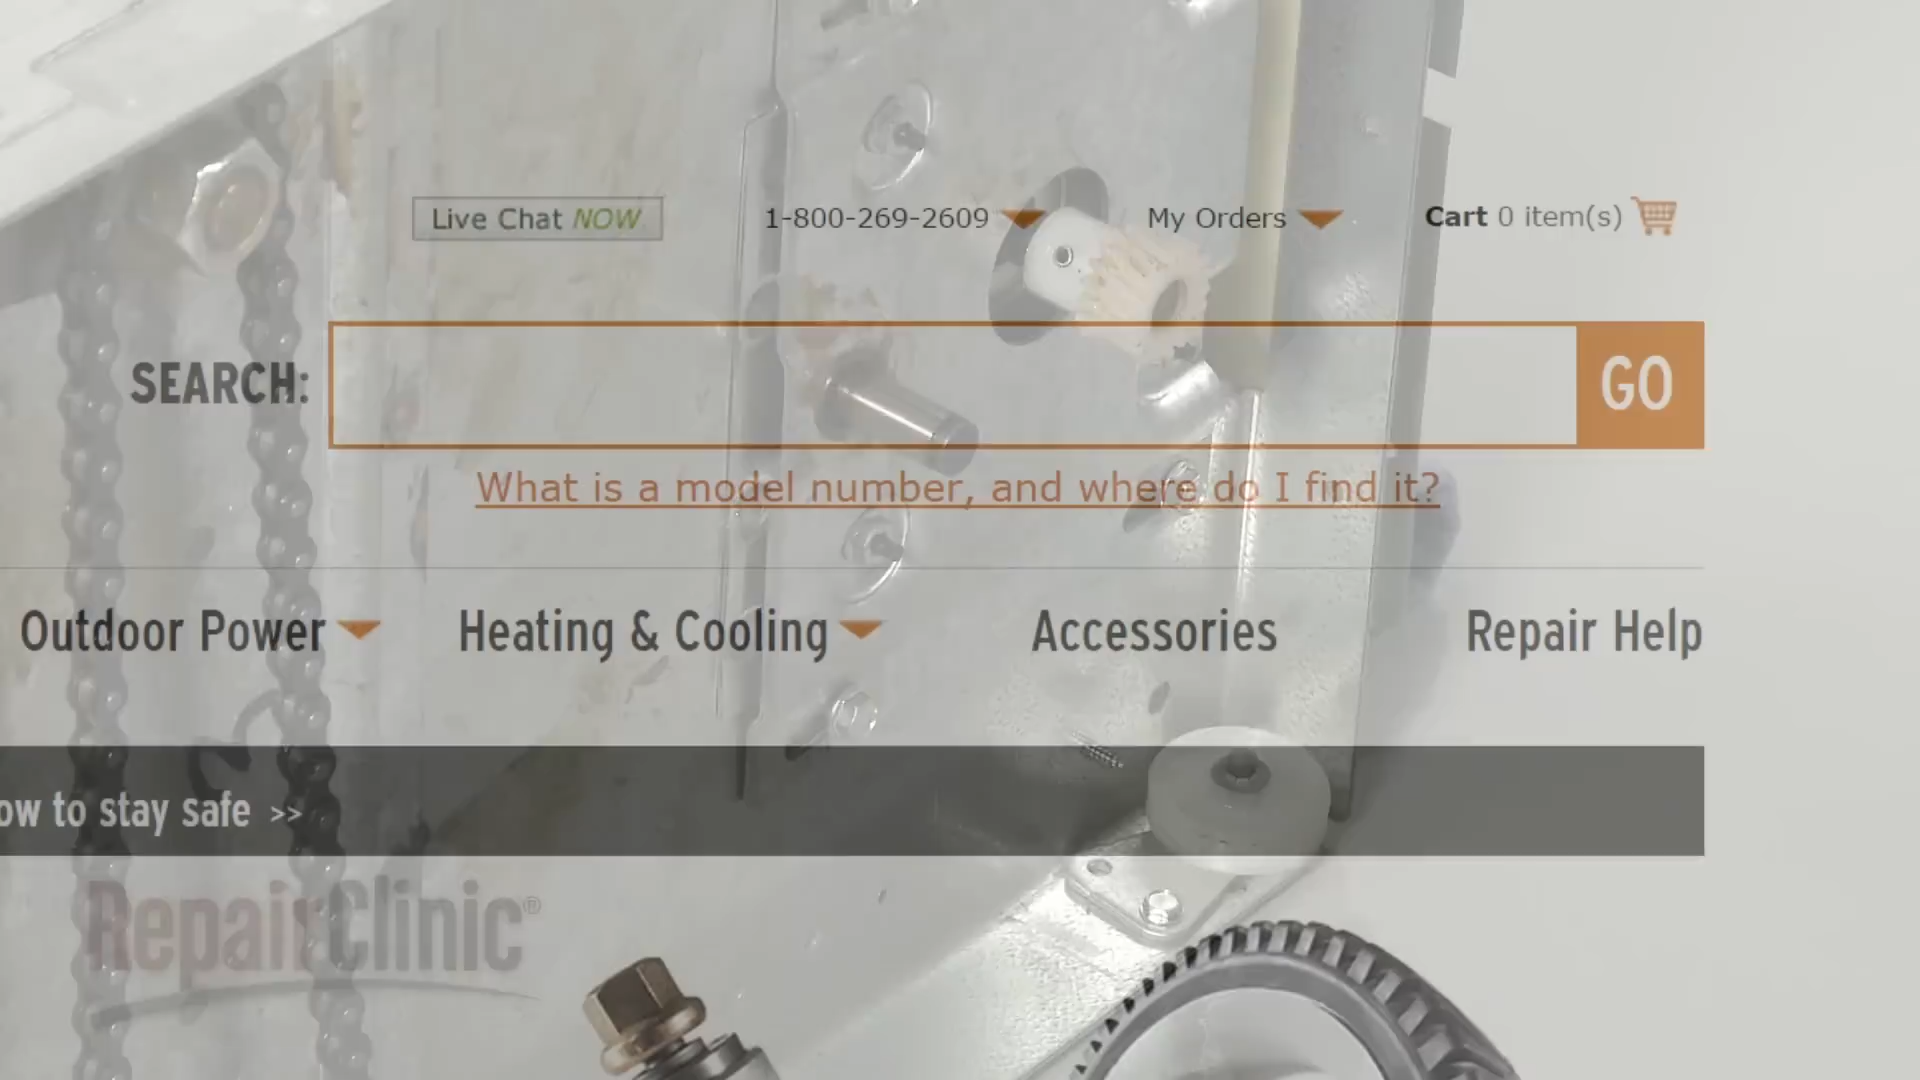 Live Chat NOW 1-800-269-2609 My Orders Cart 0 item(s)
SEARCH: GO
What is a model number, and where do I find it?
Outdoor Power Heating & Cooling Accessories Repair Help
ow to stay safe >>
RepairClinic®